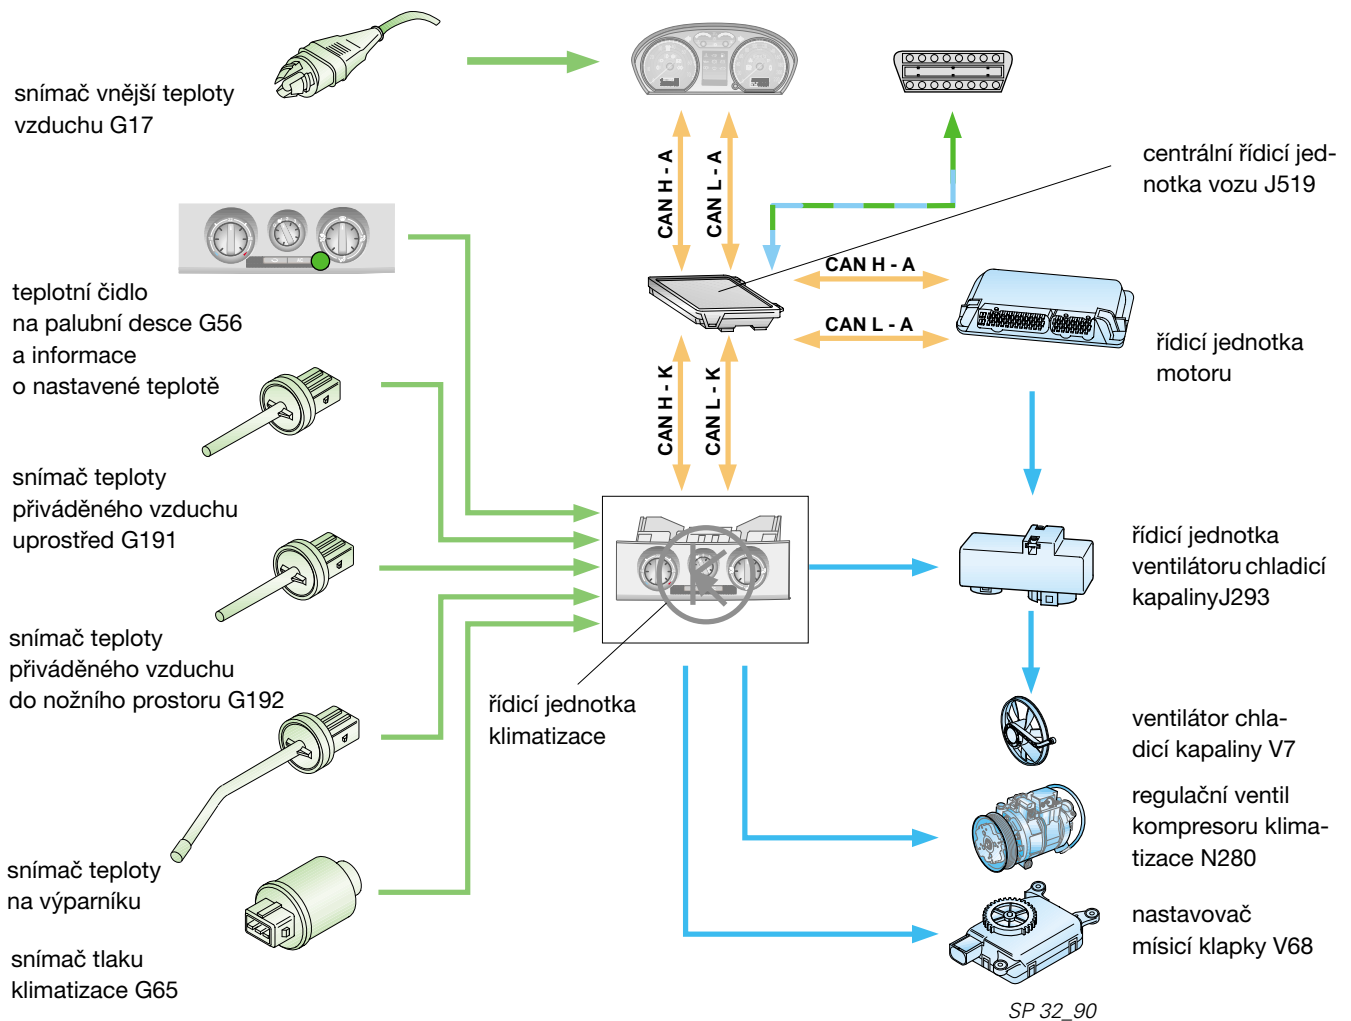 snímač vnější teploty
vzduchu G17
centrální řídicí jed-
notka vozu J519
CAN H - A
CAN L - A
CAN H - A
CAN L - A
teplotní čidlo
na palubní desce G56
a informace
o nastavené teplotě
řídicí jednotka
motoru
CAN H - K
CAN L - K
snímač teploty
přiváděného vzduchu
uprostřed G191
řídicí jednotka
ventilátoru chladicí
kapalinyJ293
snímač teploty
přiváděného vzduchu
do nožního prostoru G192
řídicí jednotka
klimatizace
ventilátor chla-
dicí kapaliny V7
regulační ventil
kompresoru klima-
tizace N280
snímač teploty
na výparníku
nastavovač
mísicí klapky V68
snímač tlaku
klimatizace G65
SP 32_90